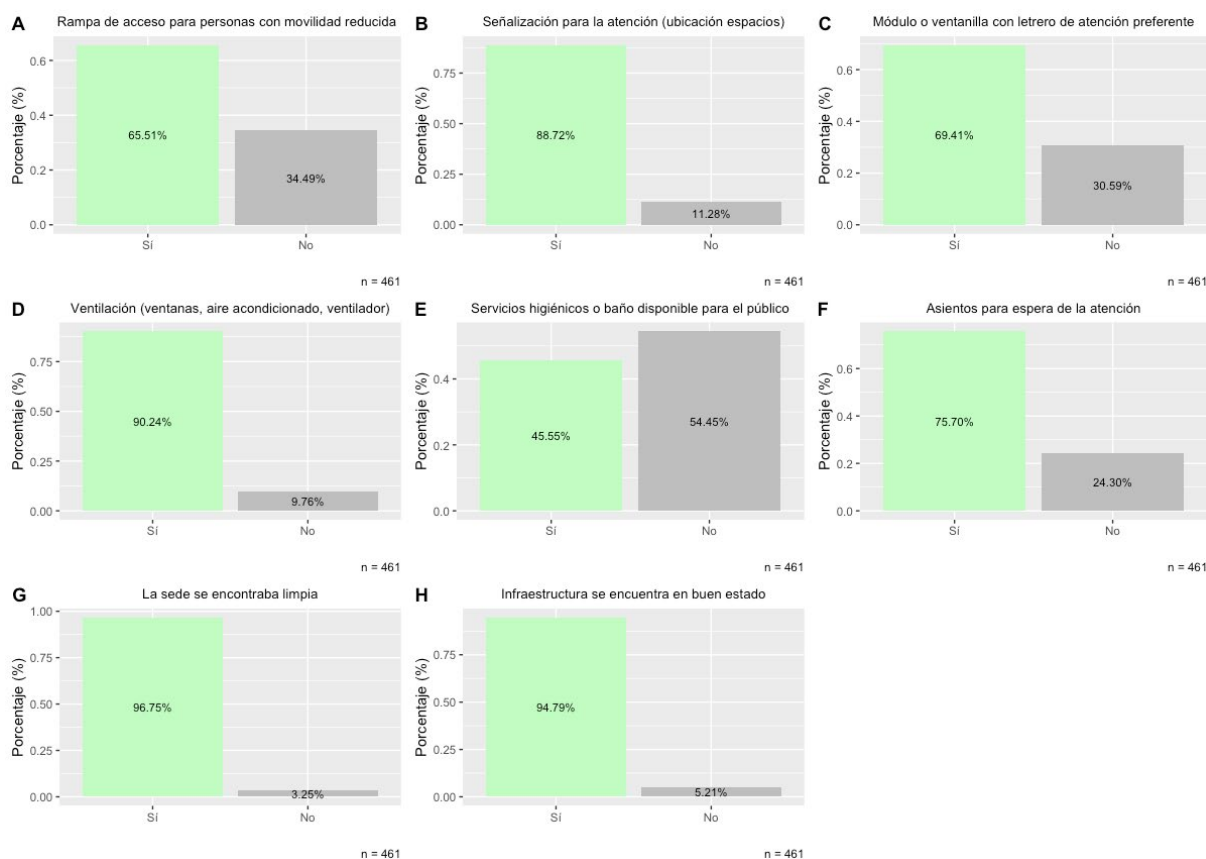 A Rampa de acceso para personas con movilidad reducida
Porcentaje (%)
0.6
0.4
0.2
0.0
65.51%
34.49%
Sí No
n = 461
B Señalización para la atención (ubicación espacios)
Porcentaje (%)
0.75
0.50
0.25
0.00
88.72%
11.28%
Sí No
n = 461
C Módulo o ventanilla con letrero de atención preferente
Porcentaje (%)
0.6
0.4
0.2
0.0
69.41%
30.59%
Sí No
n = 461
D Ventilación (ventanas, aire acondicionado, ventilador)
Porcentaje (%)
0.75
0.50
0.25
0.00
90.24%
9.76%
Sí No
n = 461
E Servicios higiénicos o baño disponible para el público
Porcentaje (%)
0.4
0.2
0.0
45.55%
54.45%
Sí No
n = 461
F Asientos para espera de la atención
Porcentaje (%)
0.6
0.4
0.2
0.0
75.70%
24.30%
Sí No
n = 461
G La sede se encontraba limpia
Porcentaje (%)
1.00
0.75
0.50
0.25
0.00
96.75%
3.25%
Sí No
n = 461
H Infraestructura se encuentra en buen estado
Porcentaje (%)
0.75
0.50
0.25
0.00
94.79%
5.21%
Sí No
n = 461